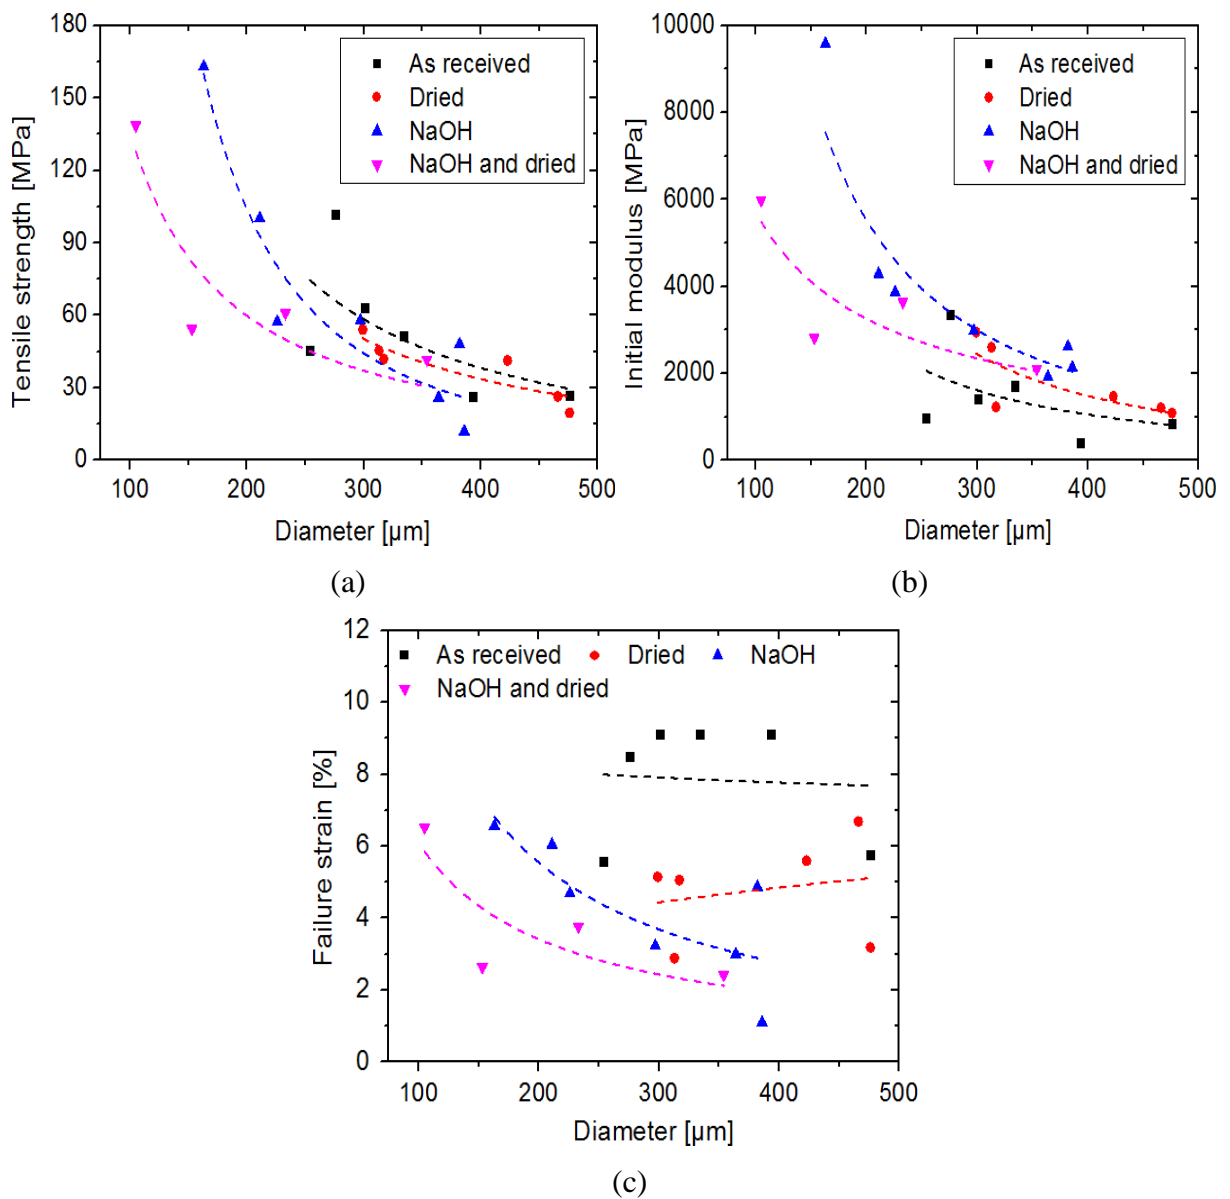 Tensile strength [MPa]
180
150
120
90
60
30
0
As received
Dried
NaOH
NaOH and dried
100 200 300 400 500
Diameter [µm]
(a)
Initial modulus [MPa]
10000
8000
6000
4000
2000
0
As received
Dried
NaOH
NaOH and dried
100 200 300 400 500
Diameter [µm]
(b)
Failure strain [%]
12
10
8
6
4
2
0
As received Dried NaOH
NaOH and dried
100 200 300 400 500
Diameter [µm]
(c)